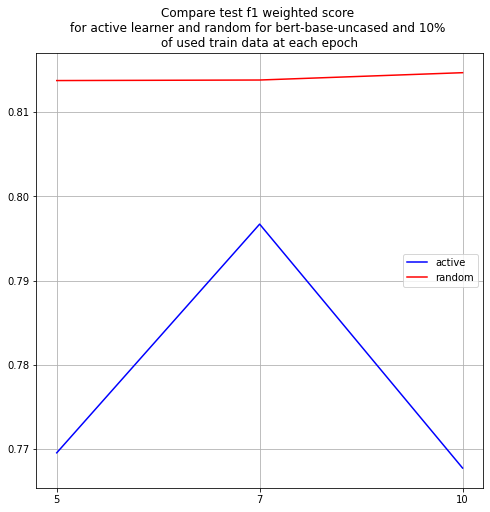 Compare test f1 weighted score
for active learner and random for bert-base-uncased and 10%
of used train data at each epoch
0.81
0.80
0.79
0.78
0.77
active
random
5
7
10